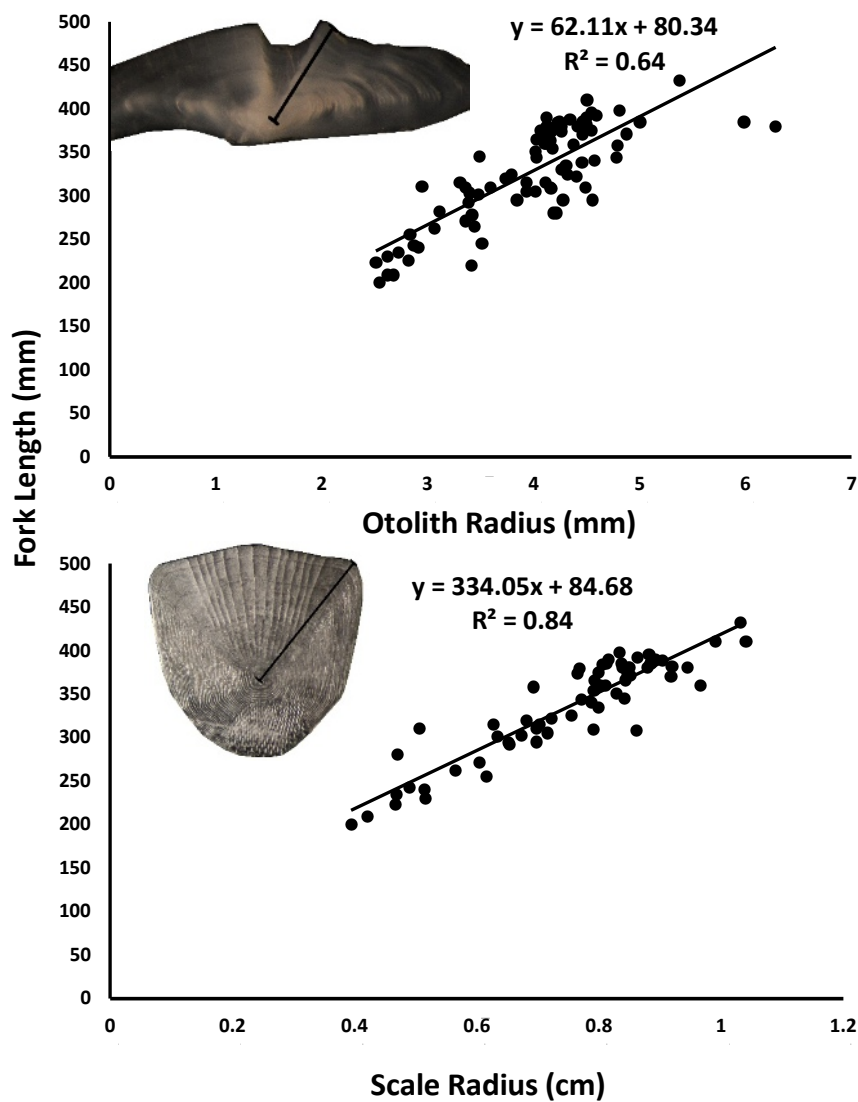 y = 62.11x + 80.34
R² = 0.64
500
450
400
350
300
250
200
150
100
50
0
0 1 2 3 4 5 6 7
Otolith Radius (mm)
Fork Length (mm)
y = 334.05x + 84.68
R² = 0.84
500
450
400
350
300
250
200
150
100
50
0
0 0.2 0.4 0.6 0.8 1 1.2
Scale Radius (cm)